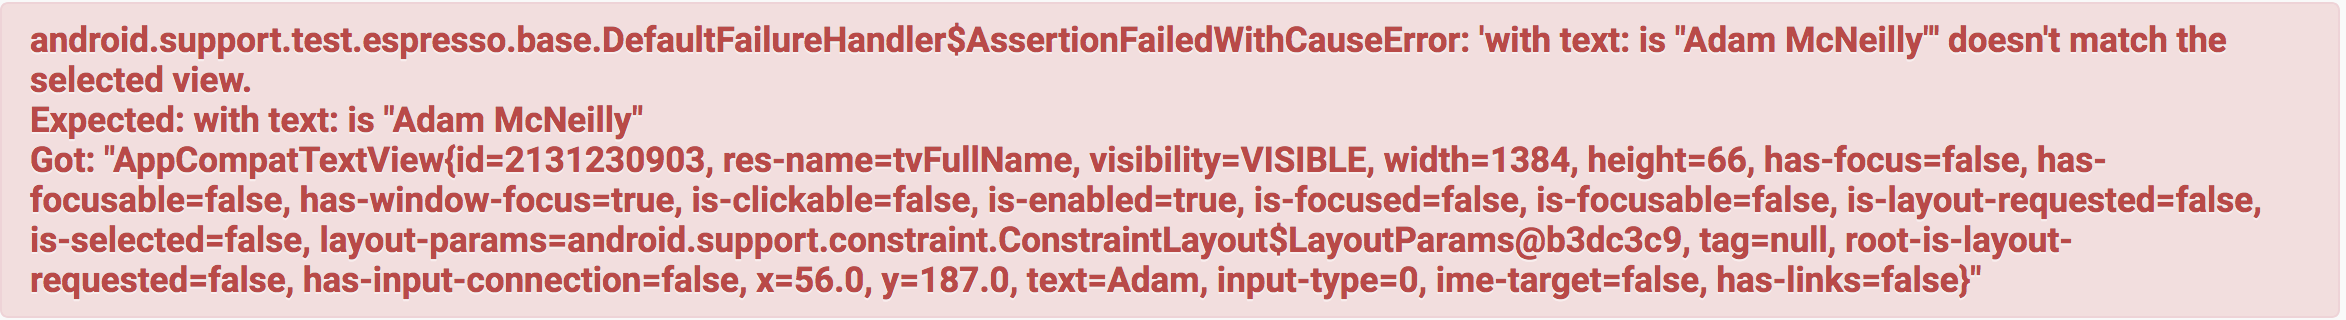 android.support.test.espresso.base.DefaultFailureHandler$AssertionFailedWithCauseError: 'with text: is "Adam McNeilly"' doesn't match the
selected view.
Expected: with text: is "Adam McNeilly"
Got: "AppCompatTextView{id=2131230903, res-name=tvFullName, visibility=VISIBLE, width=1384, height=66, has-focus=false, has-
focusable=false, has-window-focus=true, is-clickable=false, is-enabled=true, is-focused=false, is-focusable=false, is-layout-requested=false,
is-selected=false, layout-params=android.support.constraint.ConstraintLayout$LayoutParams@b3dc3c9, tag=null, root-is-layout-
requested=false, has-input-connection=false, x=56.0, y=187.0, text=Adam, input-type=0, ime-target=false, has-links=false}"